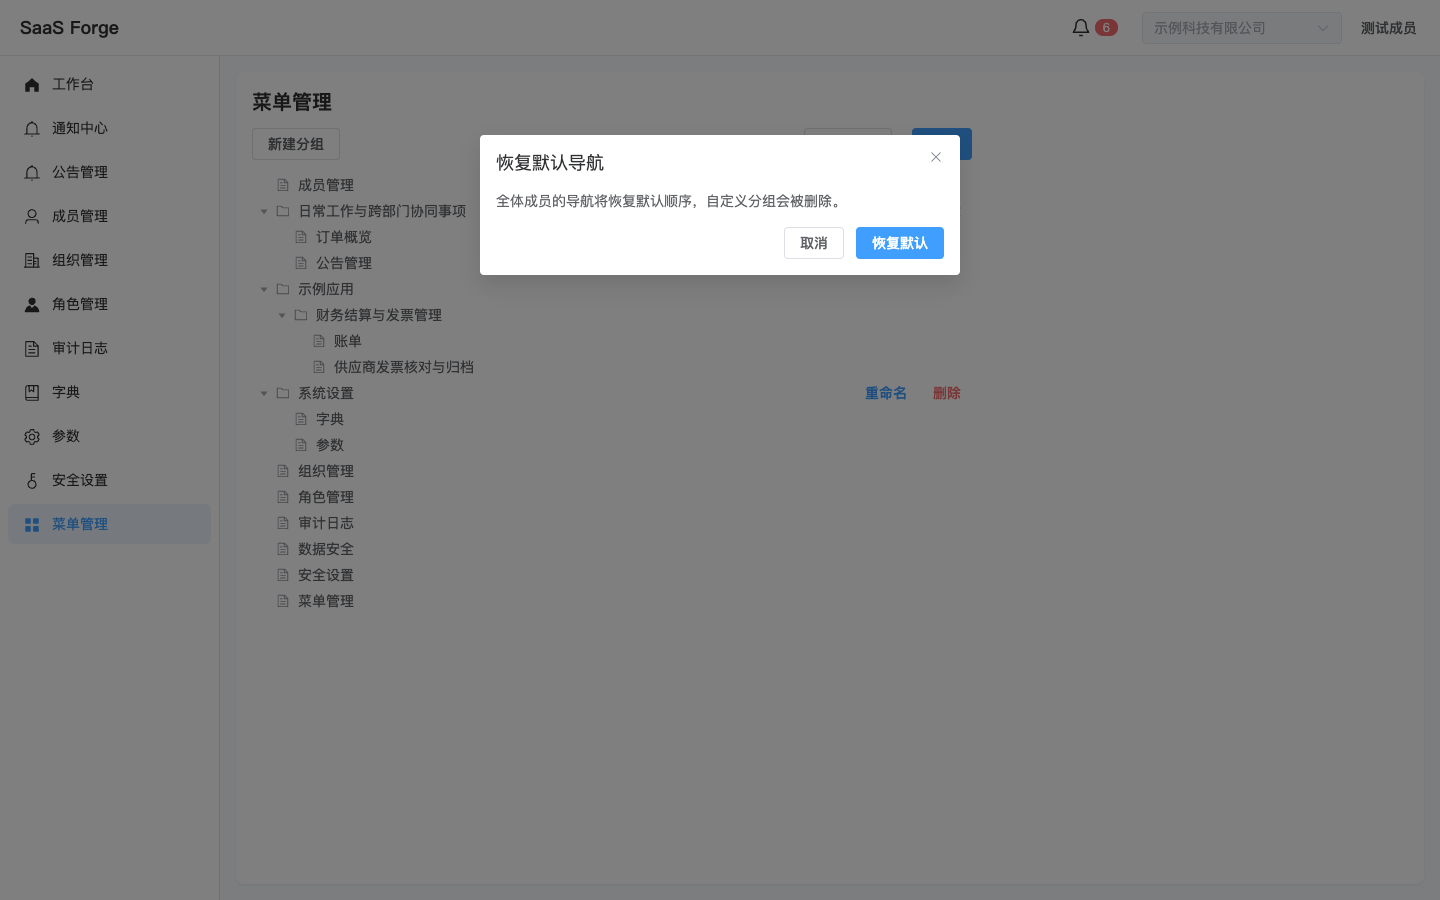 SaaS Forge
6
示例科技有限公司
测试成员
工作台
通知中心
公告管理
成员管理
组织管理
角色管理
审计日志
字典
参数
安全设置
菜单管理
菜单管理
新建分组
成员管理
日常工作与跨部门协同事项
订单概览
公告管理
示例应用
财务结算与发票管理
账单
供应商发票核对与归档
系统设置
重命名
删除
字典
参数
组织管理
角色管理
审计日志
数据安全
安全设置
菜单管理
恢复默认导航
全体成员的导航将恢复默认顺序，自定义分组会被删除。
取消
恢复默认